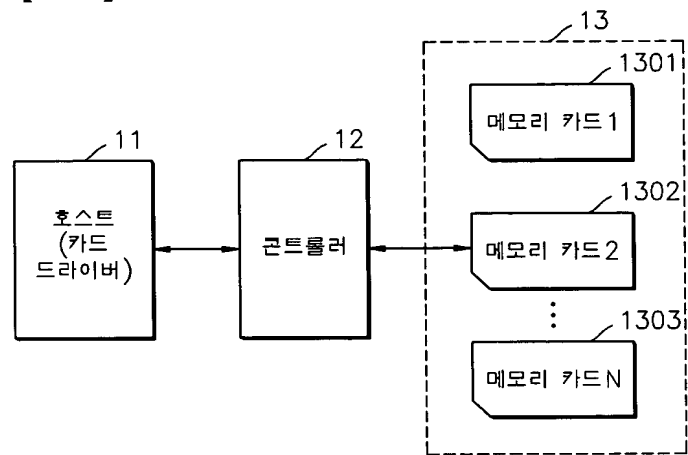 13
1301
메모리 카드1
11
12
1302
호스트
(카드
드라이버)
콘트롤러
메모리 카드2
1303
메모리 카드N